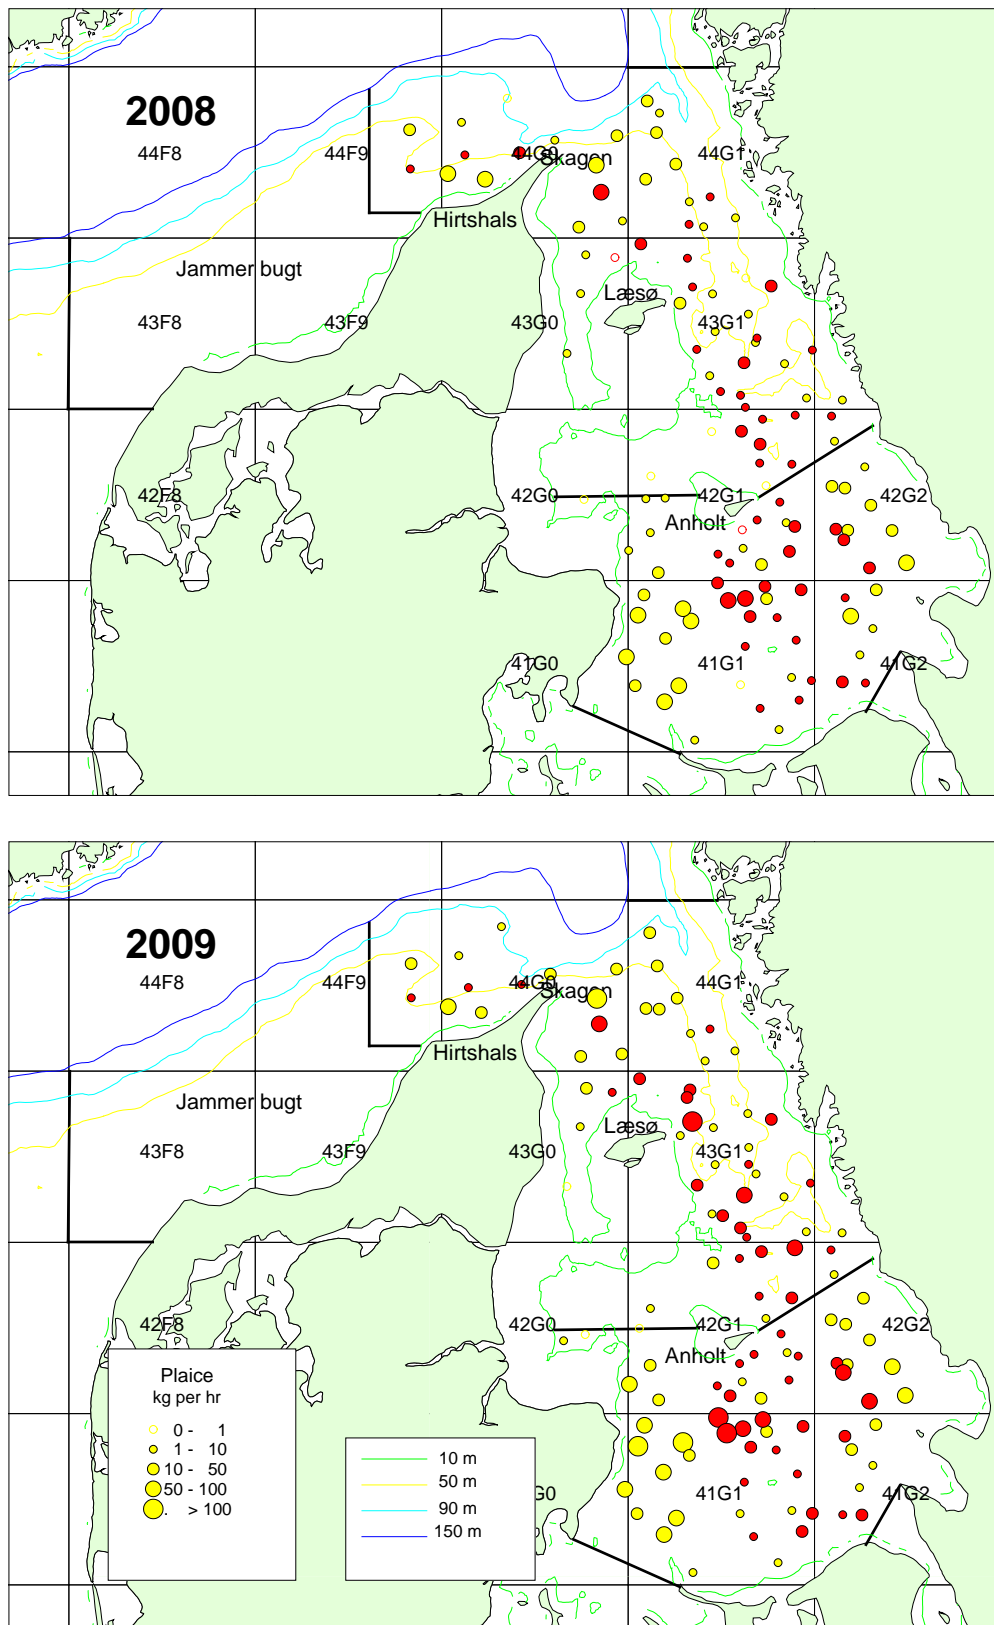 2008
44F8
44F9
44G0
Skagen
44G1
Hirtshals
Jammer bugt
Læsø
43F8
43F9
43G0
43G1
42F8
42G0
42G1
42G2
Anholt
41G0
41G1
41G2
2009
44F8
44F9
44G0
Skagen
44G1
Hirtshals
Jammer bugt
Læsø
43F8
43F9
43G0
43G1
42F8
42G0
42G1
42G2
Anholt
Plaice
kg per hr
0 - 1
1 - 10
10 - 50
50 - 100
. > 100
10 m
50 m
90 m
150 m
G0
41G1
41G2